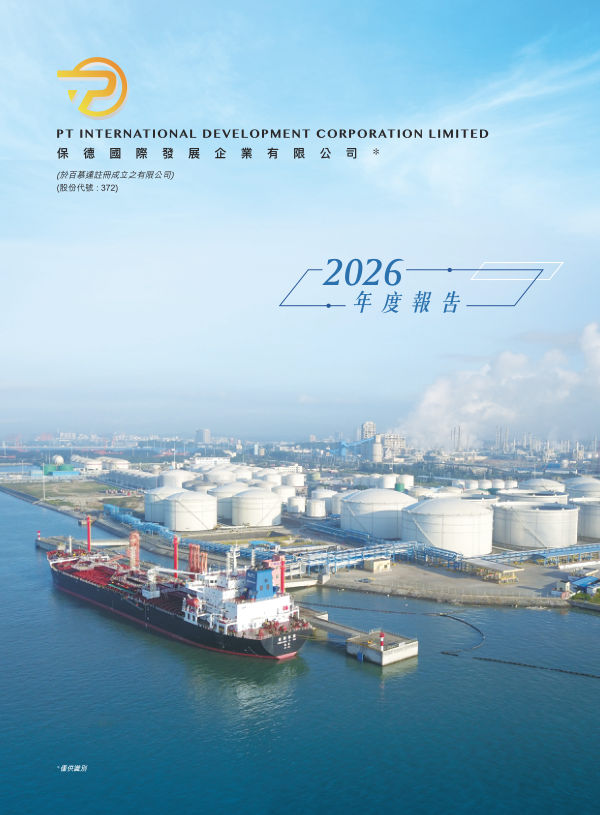 PT INTERNATIONAL DEVELOPMENT CORPORATION LIMITED
保德國際發展企業有限公司*
(於百慕達註冊成立之有限公司)
(股份代號 : 372)
2026
年度報告
*僅供識別